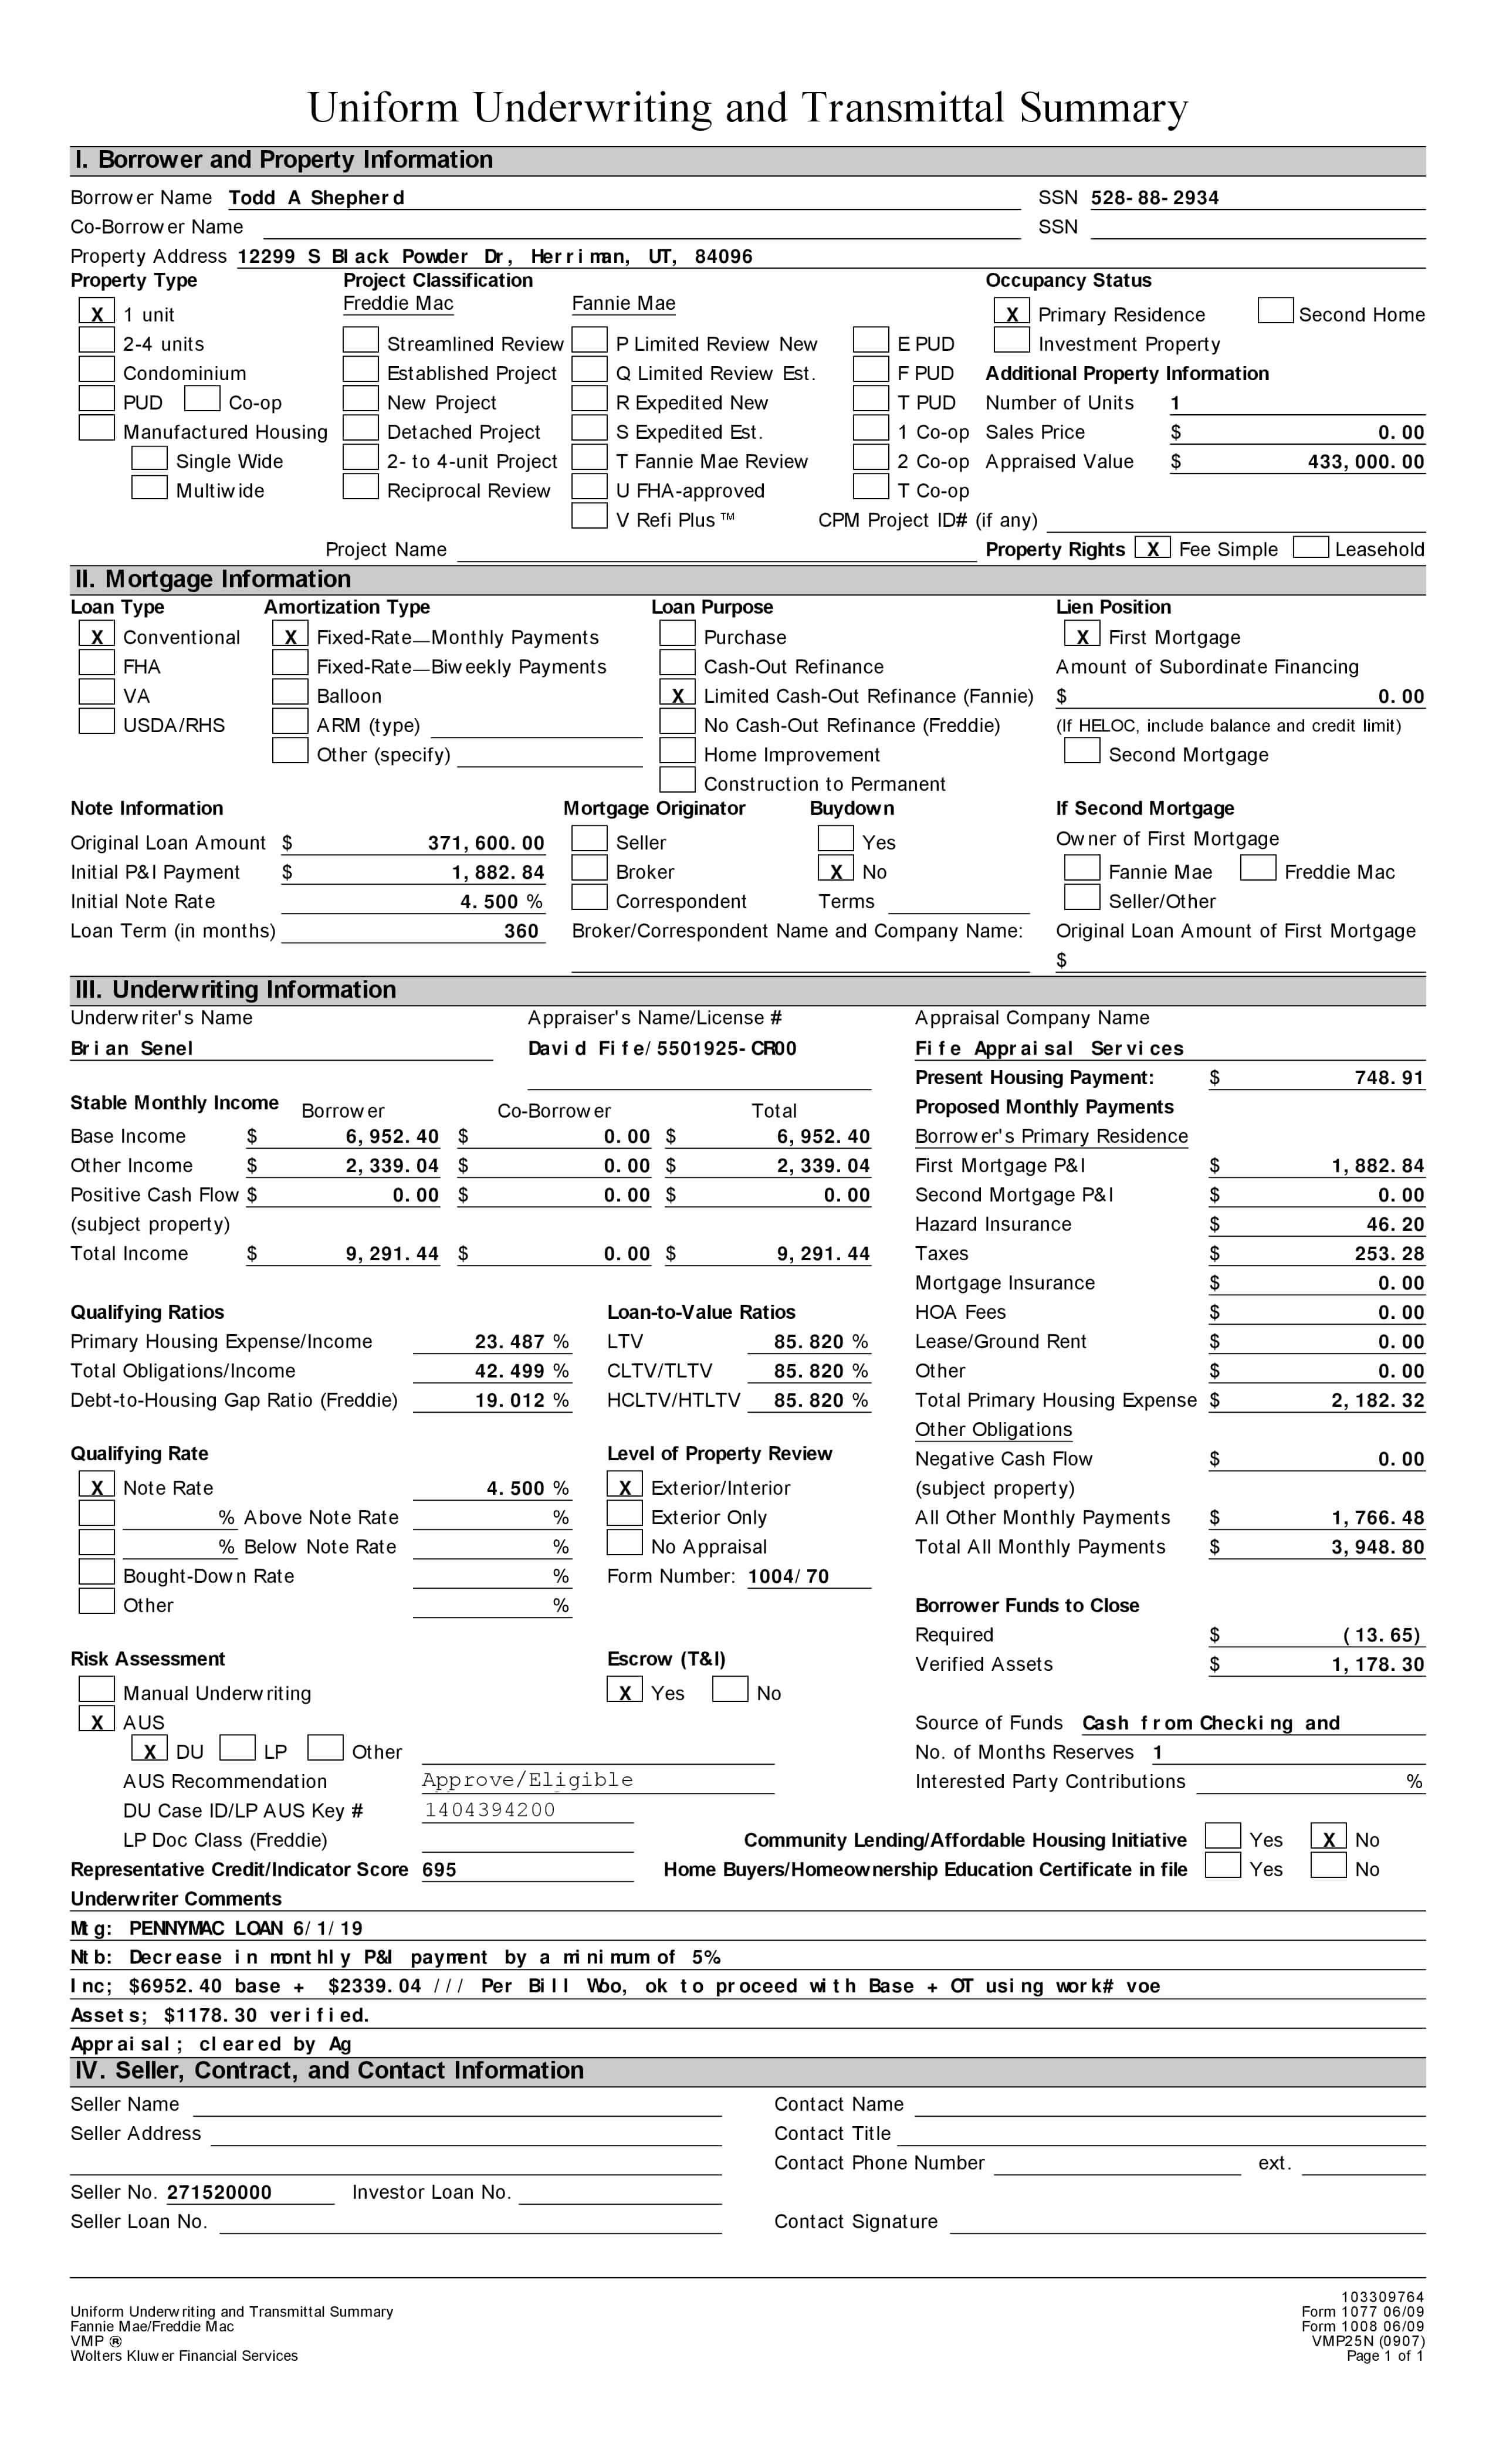 Uniform Underwriting and Transmittal Summary
I. Borrower and Property Information
Borrower Name Todd A Shepherd SSN 528-88-2934
Co-Borrower Name SSN
Property Address 12299 S Black Powder Dr, Herriman, UT, 84096
Property Type Project Classification Occupancy Status
Freddie Mac Fannie Mae
X 1 unit X Primary Residence Second Home
2-4 units Streamlined Review P Limited Review New E PUD Investment Property
Condominium Established Project Q Limited Review Est. F PUD Additional Property Information
PUD Co-op New Project R Expedited New T PUD Number of Units 1
Manufactured Housing Detached Project S Expedited Est. 1 Co-op Sales Price $ 0.00
Single Wide 2- to 4-unit Project T Fannie Mae Review 2 Co-op Appraised Value $ 433,000.00
Multiwide Reciprocal Review U FHA-approved T Co-op
V Refi Plus™ CPM Project ID# (if any)
Project Name Property Rights X Fee Simple Leasehold
II. Mortgage Information
Loan Type Amortization Type Loan Purpose Lien Position
X Conventional X Fixed-Rate—Monthly Payments Purchase X First Mortgage
FHA Fixed-Rate—Biweekly Payments Cash-Out Refinance Amount of Subordinate Financing
VA Balloon X Limited Cash-Out Refinance (Fannie) $ 0.00
USDA/RHS ARM (type) No Cash-Out Refinance (Freddie) (If HELOC, include balance and credit limit)
Other (specify) Home Improvement Second Mortgage
Construction to Permanent
Note Information Mortgage Originator Buydown If Second Mortgage
Original Loan Amount $ 371,600.00 Seller Yes Owner of First Mortgage
Initial P&I Payment $ 1,882.84 Broker X No Fannie Mae Freddie Mac
Initial Note Rate 4.500 % Correspondent Terms Seller/Other
Loan Term (in months) 360 Broker/Correspondent Name and Company Name: Original Loan Amount of First Mortgage
$
III. Underwriting Information
Underwriter's Name Appraiser's Name/License # Appraisal Company Name
Brian Senel David Fife/5501925-CR00 Fife Appraisal Services
Present Housing Payment: $ 748.91
Stable Monthly Income Borrower Co-Borrower Total Proposed Monthly Payments
Base Income $ 6,952.40 $ 0.00 $ 6,952.40 Borrower's Primary Residence
Other Income $ 2,339.04 $ 0.00 $ 2,339.04 First Mortgage P&I $ 1,882.84
Positive Cash Flow $ 0.00 $ 0.00 $ 0.00 Second Mortgage P&I $ 0.00
(subject property) Hazard Insurance $ 46.20
Total Income $ 9,291.44 $ 0.00 $ 9,291.44 Taxes $ 253.28
Mortgage Insurance $ 0.00
Qualifying Ratios Loan-to-Value Ratios HOA Fees $ 0.00
Primary Housing Expense/Income 23.487 % LTV 85.820 % Lease/Ground Rent $ 0.00
Total Obligations/Income 42.499 % CLTV/TLTV 85.820 % Other $ 0.00
Debt-to-Housing Gap Ratio (Freddie) 19.012 % HCLTV/HTLTV 85.820 % Total Primary Housing Expense $ 2,182.32
Other Obligations
Qualifying Rate Level of Property Review Negative Cash Flow $ 0.00
X Note Rate 4.500 % X Exterior/Interior (subject property)
% Above Note Rate % Exterior Only All Other Monthly Payments $ 1,766.48
% Below Note Rate % No Appraisal Total All Monthly Payments $ 3,948.80
Bought-Down Rate % Form Number: 1004/70
Other % Borrower Funds to Close
Required $ (13.65)
Risk Assessment Escrow (T&I) Verified Assets $ 1,178.30
Manual Underwriting X Yes No
X AUS Source of Funds Cash from Checking and
X DU LP Other No. of Months Reserves 1
AUS Recommendation Approve/Eligible Interested Party Contributions %
DU Case ID/LP AUS Key # 1404394200
LP Doc Class (Freddie) Community Lending/Affordable Housing Initiative Yes X No
Representative Credit/Indicator Score 695 Home Buyers/Homeownership Education Certificate in file Yes No
Underwriter Comments
Mtg: PENNYMAC LOAN 6/1/19
Ntb: Decrease in monthly P&I payment by a minimum of 5%
Inc; $6952.40 base + $2339.04 /// Per Bill Woo, ok to proceed with Base + OT using work# voe
Assets; $1178.30 verified.
Appraisal; cleared by Ag
IV. Seller, Contract, and Contact Information
Seller Name Contact Name
Seller Address Contact Title
Contact Phone Number ext.
Seller No. 271520000 Investor Loan No.
Seller Loan No. Contact Signature
103309764
Uniform Underwriting and Transmittal Summary Form 1077 06/09
Fannie Mae/Freddie Mac Form 1008 06/09
VMP ® VMP25N (0907)
Wolters Kluwer Financial Services Page 1 of 1